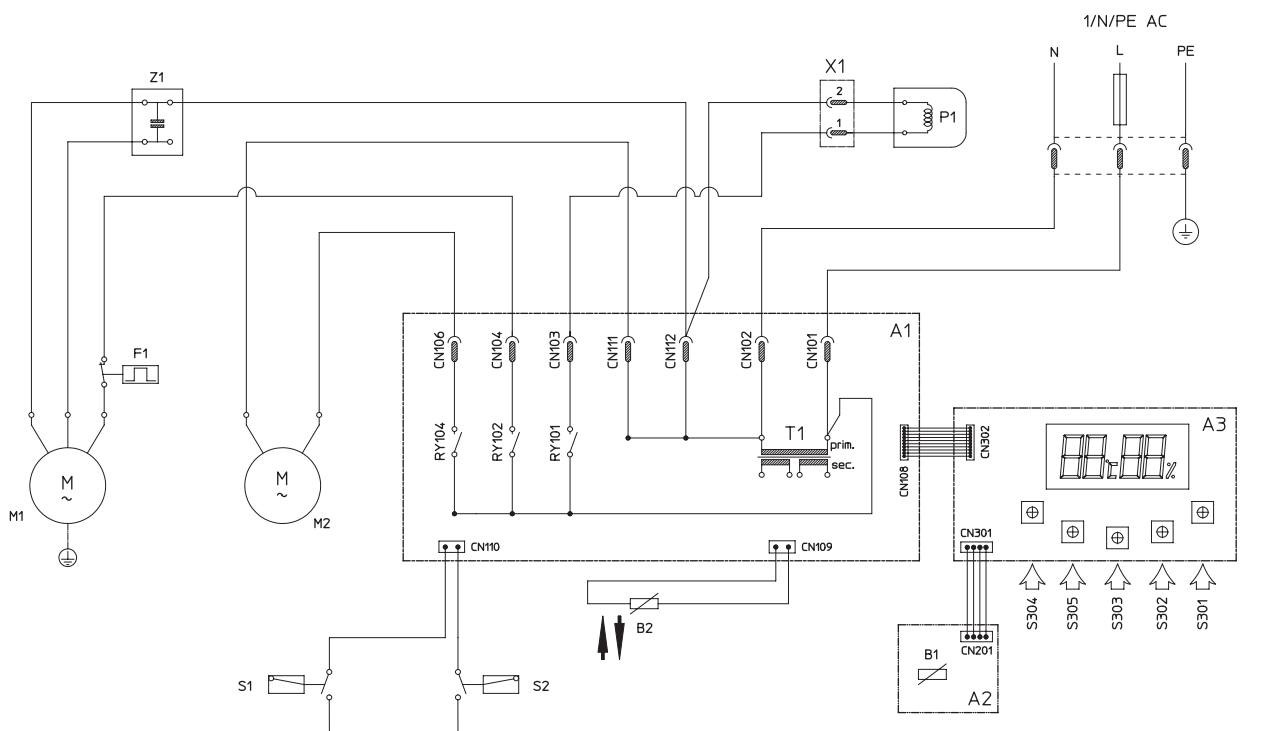 1/N/PE AC
N
L
PE
Z1
X1
2
1
P1
F1
M
~
M1
M
~
M2
CN106
CN104
CN103
CN111
CN112
CN102
CN101
A1
RY104
RY102
RY101
T1
prim.
sec.
CN108
CN302
A3
88°C88%
CN110
CN109
CN301
S304
S305
S303
S302
S301
B2
CN201
B1
A2
S1
S2